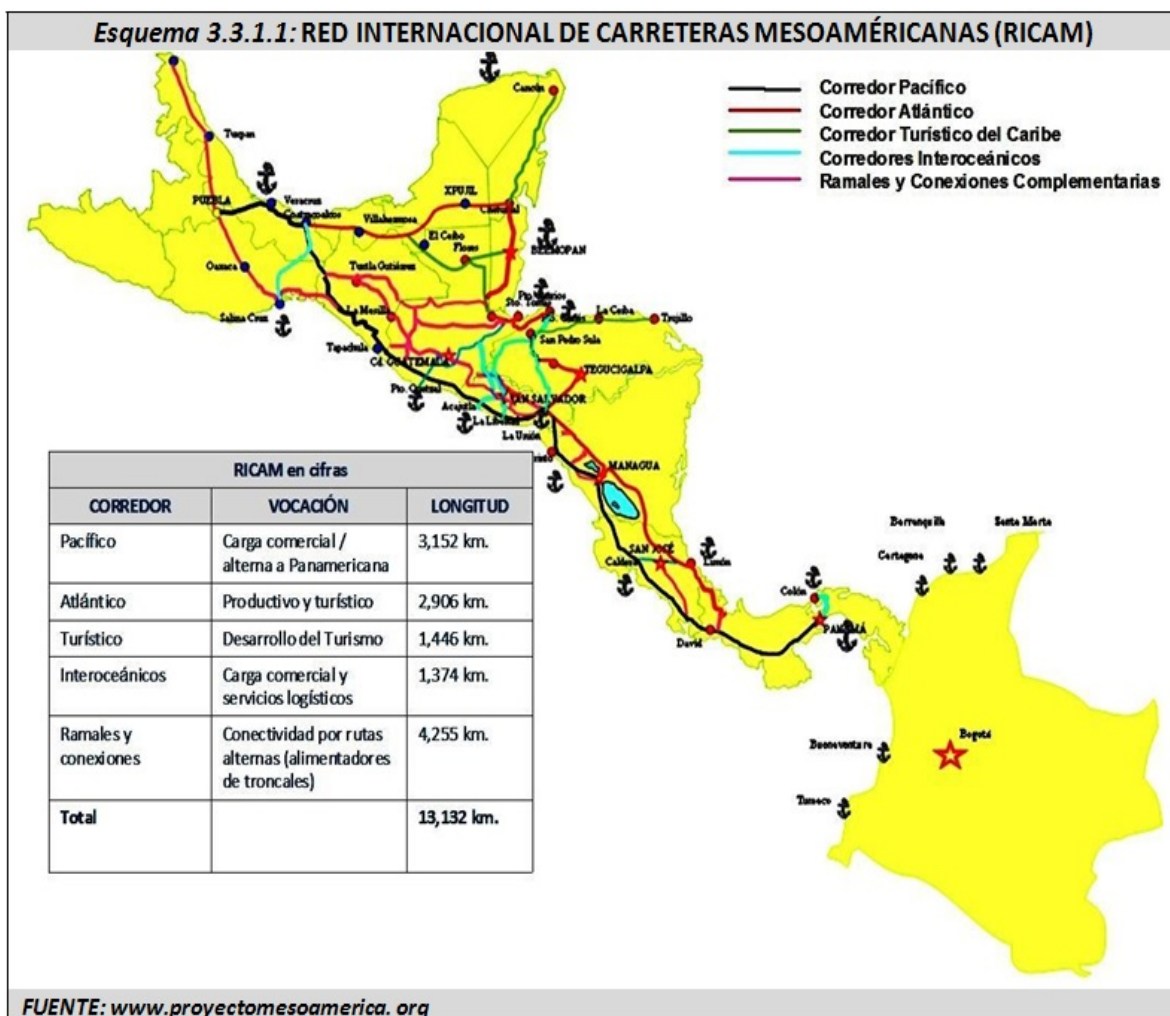 Esquema 3.3.1.1: RED INTERNACIONAL DE CARRETERAS MESOAMÉRICANAS (RICAM)
Corredor Pacífico
Corredor Atlántico
Corredor Turístico del Caribe
Corredores Interoceánicos
Ramales y Conexiones Complementarias
Cancún
Tuxpan
PUEBLA
Veracruz
Coatzacoalcos
Villahermosa
XPUJIL
Chetumal
El Ceibo
Flores
BELMOPAN
Oaxaca
Tuxtla Gutiérrez
Salina Cruz
La Mesilla
Sto. Tomás
La Ceiba
Trujillo
San Pedro Sula
Tapachula
Cd. GUATEMALA
TEGUCIGALPA
Pto. Quetzal
Acajutla
SAN SALVADOR
La Libertad
La Unión
MANAGUA
SAN JOSÉ
Caldera
Limón
Colón
PANAMÁ
David
Barranquilla
Santa Marta
Cartagena
Buenaventura
Bogotá
Tumaco
RICAM en cifras
CORREDOR VOCACIÓN LONGITUD
Pacífico Carga comercial / 3,152 km.
alterna a Panamericana
Atlántico Productivo y turístico 2,906 km.
Turístico Desarrollo del Turismo 1,446 km.
Interoceánicos Carga comercial y 1,374 km.
servicios logísticos
Ramales y Conectividad por rutas 4,255 km.
conexiones alternas (alimentadores
de troncales)
Total 13,132 km.
FUENTE: www.proyectomesoamerica. org